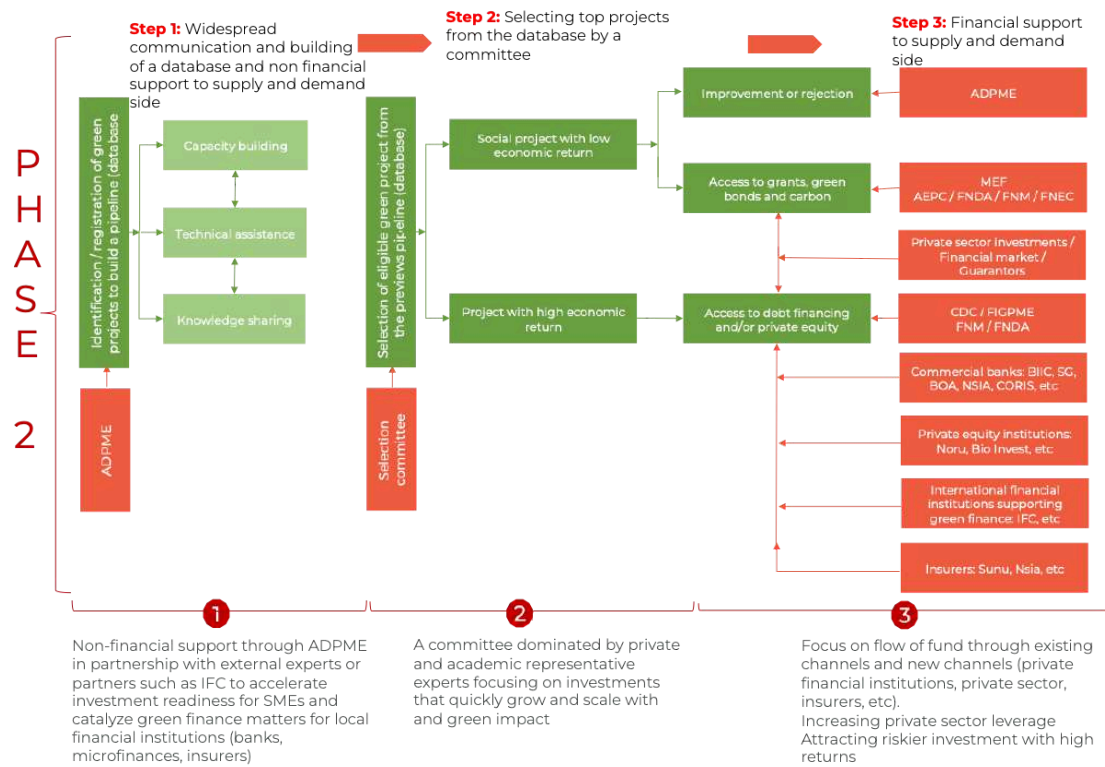 Step 1: Widespread
communication and building
of a database and non financial
support to supply and demand
side
Step 2: Selecting top projects
from the database by a
committee
Step 3: Financial support
to supply and demand
side
PHASE 2
Identification / registration of green
projects to build a pipeline (database)
ADPME
Capacity building
Technical assistance
Knowledge sharing
Selection of eligible green project from
the previews pipeline (database)
Selection
committee
Social project with low
economic return
Project with high economic
return
Improvement or rejection
Access to grants, green
bonds and carbon
Access to debt financing
and/or private equity
ADPME
MEF
AEPC / FNDA / FNM / FNEC
Private sector investments /
Financial market /
Guarantors
CDC / FIGPME
FNM / FNDA
Commercial banks: BIIC, SG,
BOA, NSIA, CORIS, etc
Private equity institutions:
Noru, Bio Invest, etc
International financial
institutions supporting
green finance: IFC, etc
Insurers: Sunu, Nsia, etc
1
Non-financial support through ADPME
in partnership with external experts or
partners such as IFC to accelerate
investment readiness for SMEs and
catalyze green finance matters for local
financial institutions (banks,
microfinances, insurers)
2
A committee dominated by private
and academic representative
experts focusing on investments
that quickly grow and scale with
and green impact
3
Focus on flow of fund through existing
channels and new channels (private
financial institutions, private sector,
insurers, etc).
Increasing private sector leverage
Attracting riskier investment with high
returns